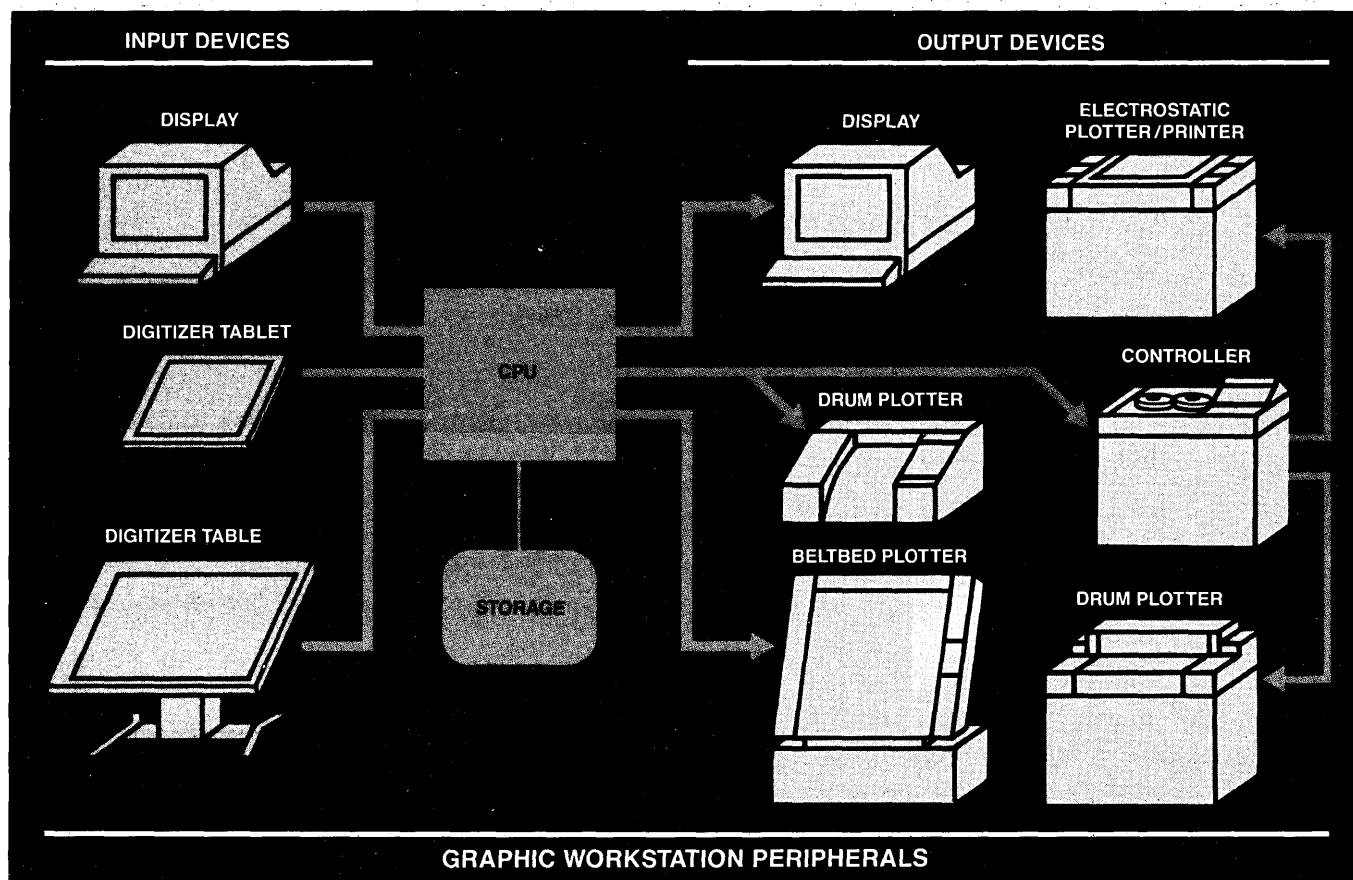 INPUT DEVICES
OUTPUT DEVICES
DISPLAY
DISPLAY
ELECTROSTATIC
PLOTTER/PRINTER
DIGITIZER TABLET
CPU
CONTROLLER
DRUM PLOTTER
DIGITIZER TABLE
STORAGE
BELTBED PLOTTER
DRUM PLOTTER
GRAPHIC WORKSTATION PERIPHERALS